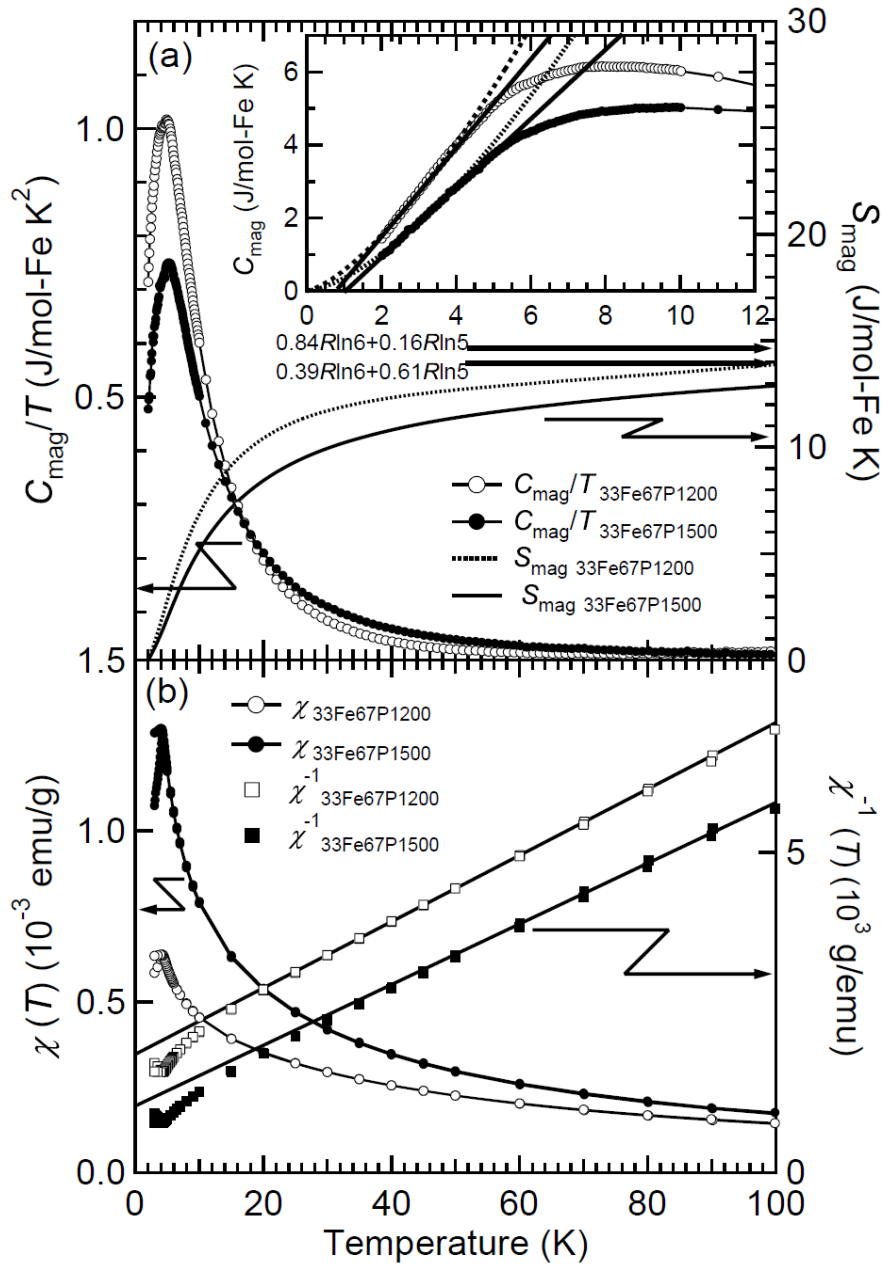 (a)
C_mag/T (J/mol-Fe K^2)
1.0
0.5
1.5
30
20
10
0
S_mag (J/mol-Fe K)
C_mag (J/mol-Fe K)
6
4
2
0
0 2 4 6 8 10 12
0.84Rln6+0.16Rln5
0.39Rln6+0.61Rln5
C_mag/T 33Fe67P1200
C_mag/T 33Fe67P1500
S_mag 33Fe67P1200
S_mag 33Fe67P1500
(b)
χ 33Fe67P1200
χ 33Fe67P1500
χ^-1 33Fe67P1200
χ^-1 33Fe67P1500
χ (T) (10^-3 emu/g)
1.0
0.5
0.0
5
0
χ^-1 (T) (10^3 g/emu)
0 20 40 60 80 100
Temperature (K)